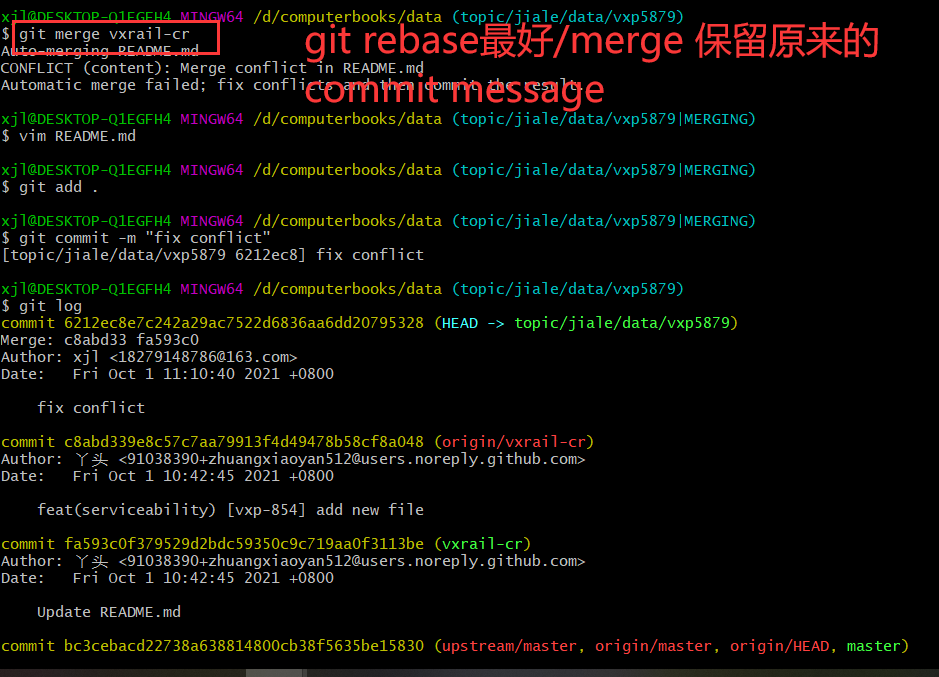 xjl@DESKTOP-Q1EGFH4 MINGW64 /d/computerbooks/data (topic/jiale/data/vxp5879)
$ git merge vxrail-cr
Auto-merging README.md
CONFLICT (content): Merge conflict in README.md
Automatic merge failed; fix conflicts and then commit the result.
git rebase最好/merge 保留原来的
commit message
xjl@DESKTOP-Q1EGFH4 MINGW64 /d/computerbooks/data (topic/jiale/data/vxp5879|MERGING)
$ vim README.md
xjl@DESKTOP-Q1EGFH4 MINGW64 /d/computerbooks/data (topic/jiale/data/vxp5879|MERGING)
$ git add .
xjl@DESKTOP-Q1EGFH4 MINGW64 /d/computerbooks/data (topic/jiale/data/vxp5879|MERGING)
$ git commit -m "fix conflict"
[topic/jiale/data/vxp5879 6212ec8] fix conflict
xjl@DESKTOP-Q1EGFH4 MINGW64 /d/computerbooks/data (topic/jiale/data/vxp5879)
$ git log
commit 6212ec8e7c242a29ac7522d6836aa6dd20795328 (HEAD -> topic/jiale/data/vxp5879)
Merge: c8abd33 fa593c0
Author: xjl <18279148786@163.com>
Date:   Fri Oct 1 11:10:40 2021 +0800
fix conflict
commit c8abd339e8c57c7aa79913f4d49478b58cf8a048 (origin/vxrail-cr)
Author: 丫头 <91038390+zhuangxiaoyan512@users.noreply.github.com>
Date:   Fri Oct 1 10:42:45 2021 +0800
feat(serviceability) [vxp-854] add new file
commit fa593c0f379529d2bdc59350c9c719aa0f3113be (vxrail-cr)
Author: 丫头 <91038390+zhuangxiaoyan512@users.noreply.github.com>
Date:   Fri Oct 1 10:42:45 2021 +0800
Update README.md
commit bc3cebacd22738a638814800cb38f5635be15830 (upstream/master, origin/master, origin/HEAD, master)